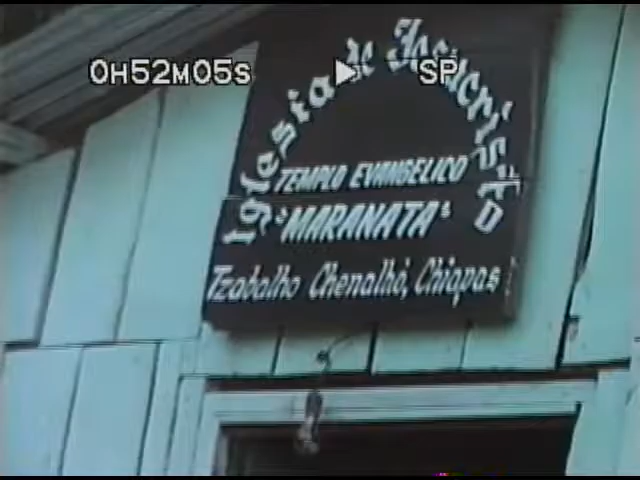 0H52M05S ▶ SP
Iglesia de Jesucristo
TEMPLO EVANGELICO
"MARANATA"
Tzabalho Chenalhó, Chiapas